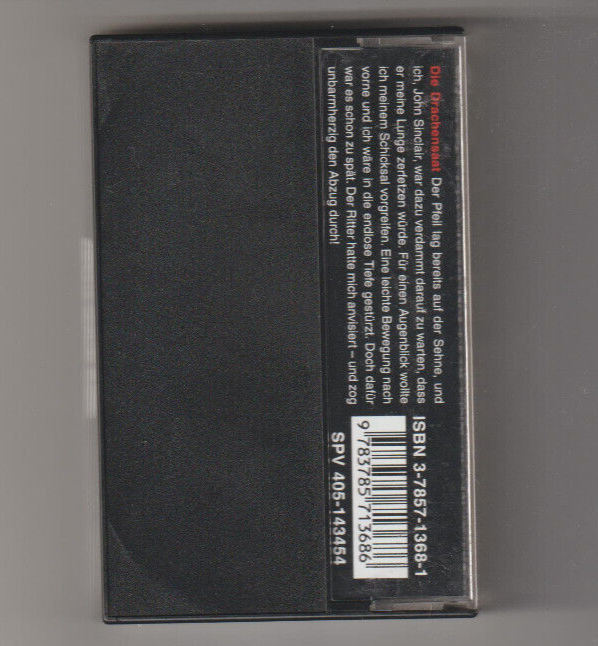 Die Drachensaat Der Pfeil lag bereits auf der Sehne, und
ich, John Sinclair, war dazu verdammt darauf zu warten, dass
er meine Lunge zerfetzen würde. Für einen Augenblick wollte
ich meinem Schicksal vorgreifen. Eine leichte Bewegung nach
vorne und ich wäre in die endlose Tiefe gestürzt. Doch dafür
war es schon zu spät. Der Ritter hatte mich anvisiert – und zog
unbarmherzig den Abzug durch!
ISBN 3-7857-1368-1
9 783785 713686
SPV 405-143454